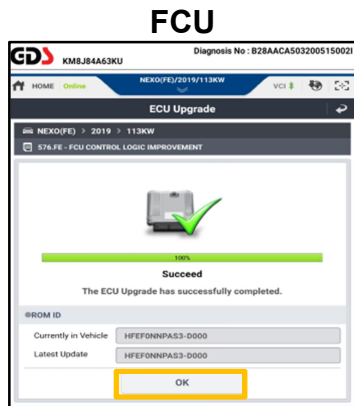 FCU
GDS KM8J84A63KU Diagnosis No : B28AACA503200515002I
HOME Online NEXO(FE)/2019/113KW VCI
ECU Upgrade
NEXO(FE) > 2019 > 113KW
576.FE - FCU CONTROL LOGIC IMPROVEMENT
100%
Succeed
The ECU Upgrade has successfully completed.
ROM ID
Currently in Vehicle HFEF0NNPAS3-D000
Latest Update HFEF0NNPAS3-D000
OK